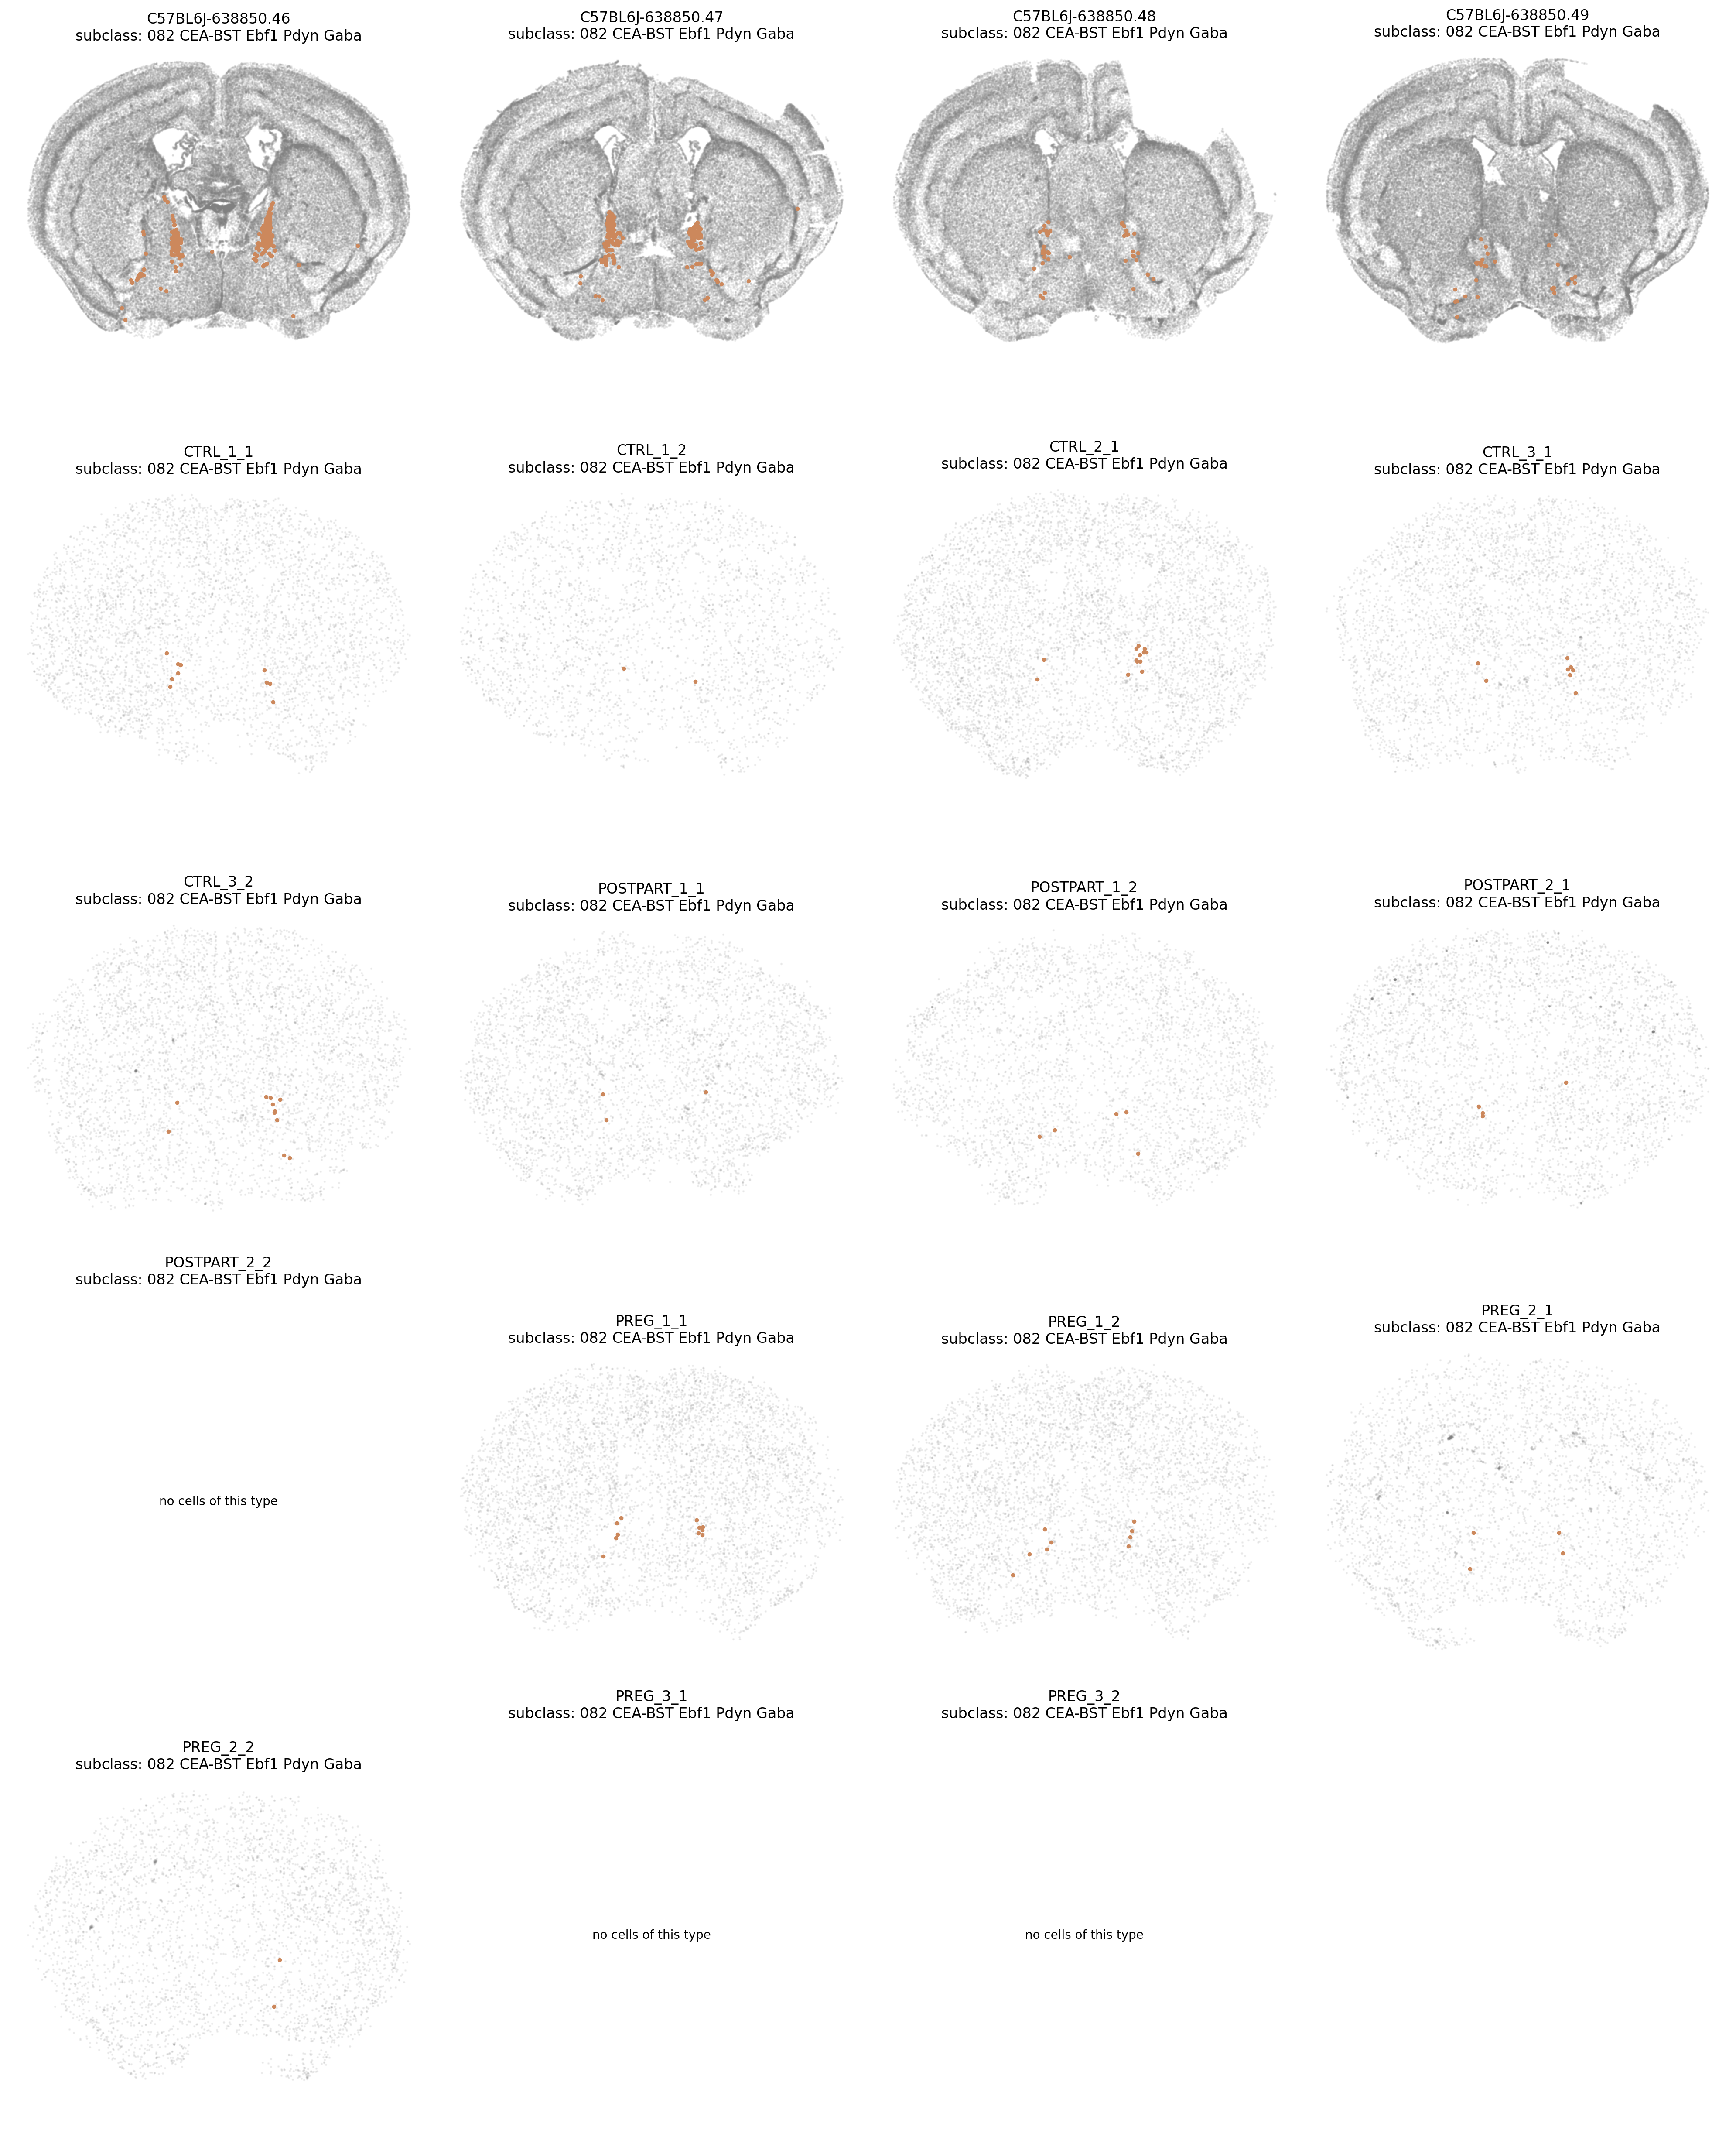 C57BL6J-638850.46
subclass: 082 CEA-BST Ebf1 Pdyn Gaba
C57BL6J-638850.47
subclass: 082 CEA-BST Ebf1 Pdyn Gaba
C57BL6J-638850.48
subclass: 082 CEA-BST Ebf1 Pdyn Gaba
C57BL6J-638850.49
subclass: 082 CEA-BST Ebf1 Pdyn Gaba
CTRL_1_1
subclass: 082 CEA-BST Ebf1 Pdyn Gaba
CTRL_1_2
subclass: 082 CEA-BST Ebf1 Pdyn Gaba
CTRL_2_1
subclass: 082 CEA-BST Ebf1 Pdyn Gaba
CTRL_3_1
subclass: 082 CEA-BST Ebf1 Pdyn Gaba
CTRL_3_2
subclass: 082 CEA-BST Ebf1 Pdyn Gaba
POSTPART_1_1
subclass: 082 CEA-BST Ebf1 Pdyn Gaba
POSTPART_1_2
subclass: 082 CEA-BST Ebf1 Pdyn Gaba
POSTPART_2_1
subclass: 082 CEA-BST Ebf1 Pdyn Gaba
POSTPART_2_2
subclass: 082 CEA-BST Ebf1 Pdyn Gaba
no cells of this type
PREG_1_1
subclass: 082 CEA-BST Ebf1 Pdyn Gaba
PREG_1_2
subclass: 082 CEA-BST Ebf1 Pdyn Gaba
PREG_2_1
subclass: 082 CEA-BST Ebf1 Pdyn Gaba
PREG_2_2
subclass: 082 CEA-BST Ebf1 Pdyn Gaba
PREG_3_1
subclass: 082 CEA-BST Ebf1 Pdyn Gaba
no cells of this type
PREG_3_2
subclass: 082 CEA-BST Ebf1 Pdyn Gaba
no cells of this type